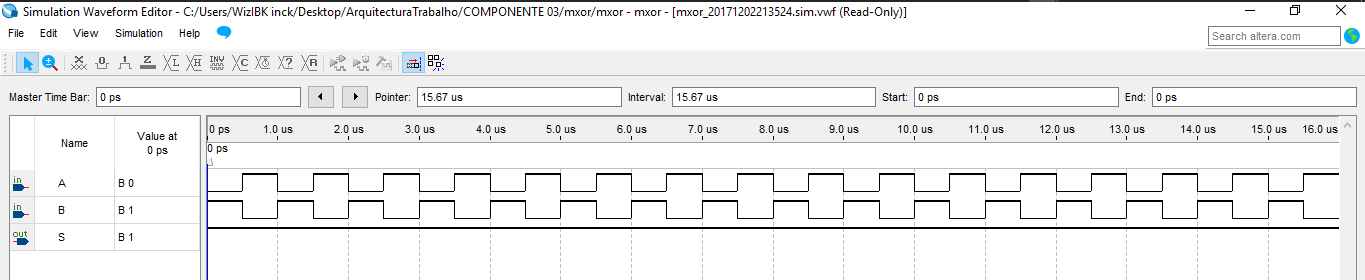 Simulation Waveform Editor - C:/Users/WizIBK inck/Desktop/ArquitecturaTrabalho/COMPONENTE 03/mxor/mxor - mxor - [mxor_20171202213524.sim.vwf (Read-Only)]
File Edit View Simulation Help
Search altera.com
Master Time Bar: 0 ps Pointer: 15.67 us Interval: 15.67 us Start: 0 ps End: 0 ps
Name Value at 0 ps
0 ps 1.0 us 2.0 us 3.0 us 4.0 us 5.0 us 6.0 us 7.0 us 8.0 us 9.0 us 10.0 us 11.0 us 12.0 us 13.0 us 14.0 us 15.0 us 16.0 us
0 ps
in A B 0
in B B 1
out S B 1